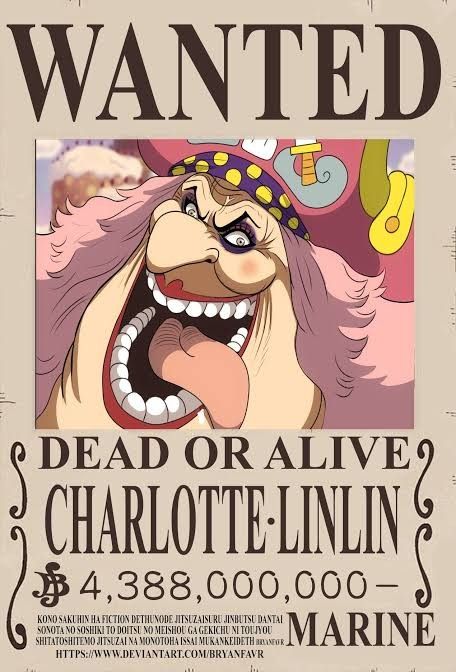 WANTED
DEAD OR ALIVE
CHARLOTTE·LINLIN
4,388,000,000–
KONO SAKUHIN HA FICTION DETHUNODE JITSUZAISURU JINBUTSU DANTAI
SONOTA NO SOSHIKI TO DOITSU NO MEISHOU GA GEKICHU NI TOUJYOU
SHITATOSHITEMO JITSUZAI NA MONOTOHA ISSAI MUKANKEIDETH BRYANFAVR
HTTPS://WWW.DEVIANTART.COM/BRYANFAVR
MARINE